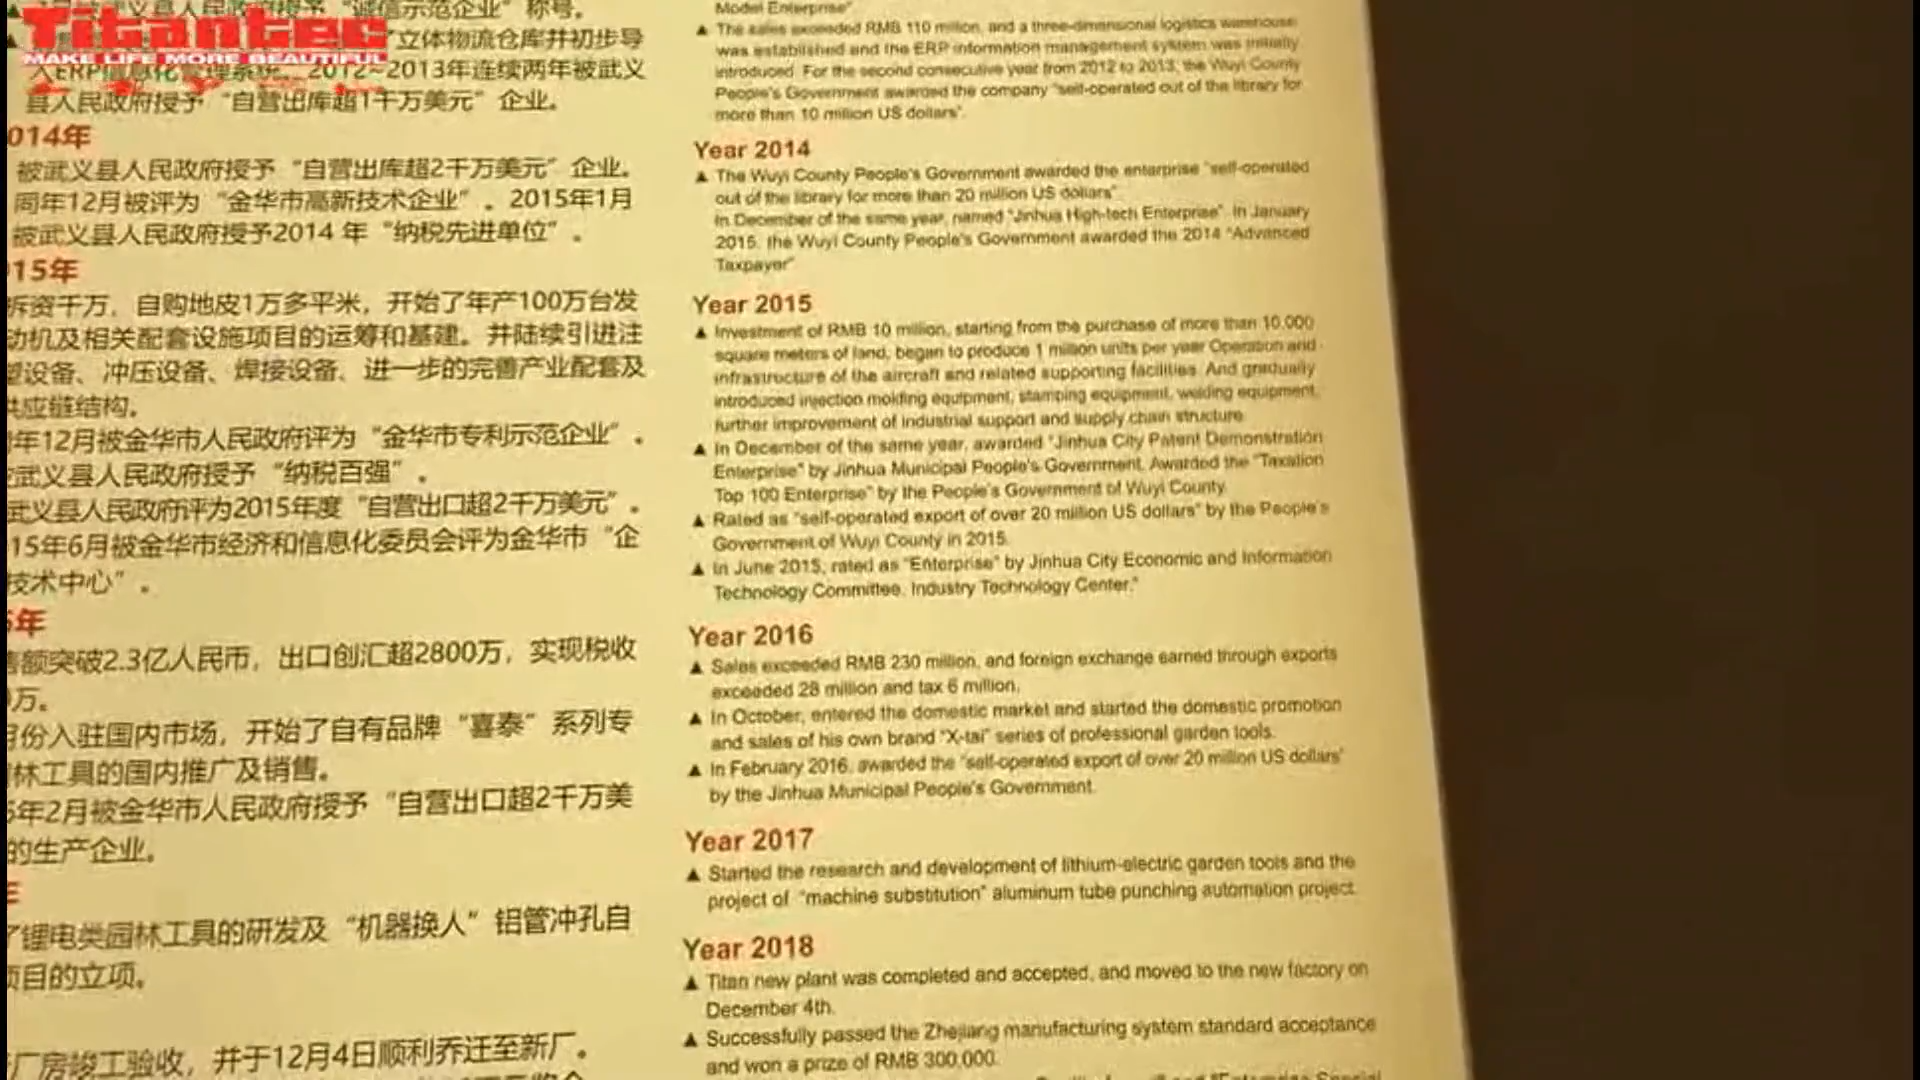 Titantec
MAKE LIFE MORE BEAUTIFUL
义县人民政府授予 “诚信示范企业” 称号。
立体物流仓库并初步导
入ERP信息化管理系统。2012~2013年连续两年被武义
县人民政府授予 “自营出库超1千万美元” 企业。
014年
被武义县人民政府授予 “自营出库超2千万美元” 企业。
同年12月被评为 “金华市高新技术企业” 。2015年1月
被武义县人民政府授予2014 年 “纳税先进单位” 。
15年
斥资千万，自购地皮1万多平米，开始了年产100万台发
动机及相关配套设施项目的运筹和基建。并陆续引进注
塑设备、冲压设备、焊接设备、进一步的完善产业配套及
供应链结构。
年12月被金华市人民政府评为 “金华市专利示范企业” 。
武义县人民政府授予 “纳税百强” 。
武义县人民政府评为2015年度 “自营出口超2千万美元” 。
15年6月被金华市经济和信息化委员会评为金华市 “企
技术中心” 。
年
售额突破2.3亿人民币，出口创汇超2800万，实现税收
万。
月份入驻国内市场，开始了自有品牌 “喜泰” 系列专
林工具的国内推广及销售。
年2月被金华市人民政府授予 “自营出口超2千万美
的生产企业。
了锂电类园林工具的研发及 “机器换人” 铝管冲孔自
项目的立项。
厂房竣工验收，并于12月4日顺利乔迁至新厂。
Model Enterprise"
▲ The sales exceeded RMB 110 million, and a three-dimensional logistics warehouse
was established and the ERP information management system was initially
introduced. For the second consecutive year from 2012 to 2013, the Wuyi County
People's Government awarded the company "self-operated out of the library for
more than 10 million US dollars".
Year 2014
▲ The Wuyi County People's Government awarded the enterprise "self-operated
out of the library for more than 20 million US dollars"
In December of the same year, named "Jinhua High-tech Enterprise". In January
2015, the Wuyi County People's Government awarded the 2014 "Advanced
Taxpayer"
Year 2015
▲ Investment of RMB 10 million, starting from the purchase of more than 10,000
square meters of land, began to produce 1 million units per year Operation and
infrastructure of the aircraft and related supporting facilities. And gradually
introduced injection molding equipment, stamping equipment, welding equipment,
further improvement of industrial support and supply chain structure.
▲ In December of the same year, awarded "Jinhua City Patent Demonstration
Enterprise" by Jinhua Municipal People's Government. Awarded the "Taxation
Top 100 Enterprise" by the People's Government of Wuyi County.
▲ Rated as "self-operated export of over 20 million US dollars" by the People's
Government of Wuyi County in 2015.
▲ In June 2015, rated as "Enterprise" by Jinhua City Economic and Information
Technology Committee. Industry Technology Center."
Year 2016
▲ Sales exceeded RMB 230 million, and foreign exchange earned through exports
exceeded 28 million and tax 6 million.
▲ In October, entered the domestic market and started the domestic promotion
and sales of his own brand "X-tai" series of professional garden tools.
▲ In February 2016, awarded the "self-operated export of over 20 million US dollars"
by the Jinhua Municipal People's Government.
Year 2017
▲ Started the research and development of lithium-electric garden tools and the
project of "machine substitution" aluminum tube punching automation project.
Year 2018
▲ Titan new plant was completed and accepted, and moved to the new factory on
December 4th.
▲ Successfully passed the Zhejiang manufacturing system standard acceptance
and won a prize of RMB 300,000.